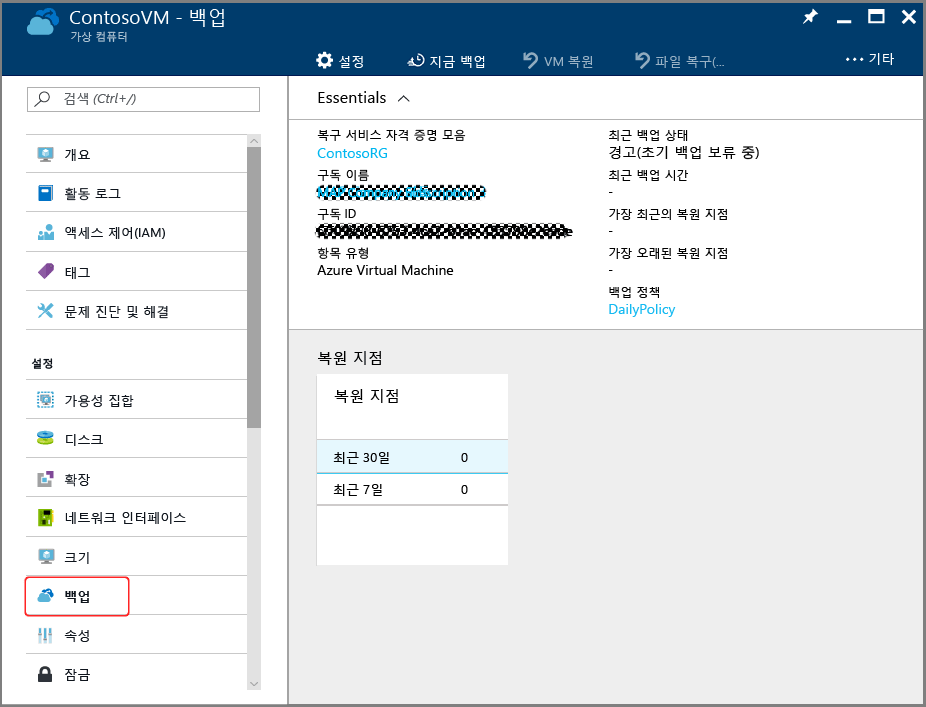 ContosoVM - 백업
가상 컴퓨터
설정
지금 백업
VM 복원
파일 복구(...
··· 기타
검색 (Ctrl+/)
개요
활동 로그
액세스 제어(IAM)
태그
문제 진단 및 해결
설정
가용성 집합
디스크
확장
네트워크 인터페이스
크기
백업
속성
잠금
Essentials
복구 서비스 자격 증명 모음
ContosoRG
구독 이름
구독 ID
항목 유형
Azure Virtual Machine
최근 백업 상태
경고(초기 백업 보류 중)
최근 백업 시간
-
가장 최근의 복원 지점
-
가장 오래된 복원 지점
-
백업 정책
DailyPolicy
복원 지점
복원 지점
최근 30일 0
최근 7일 0